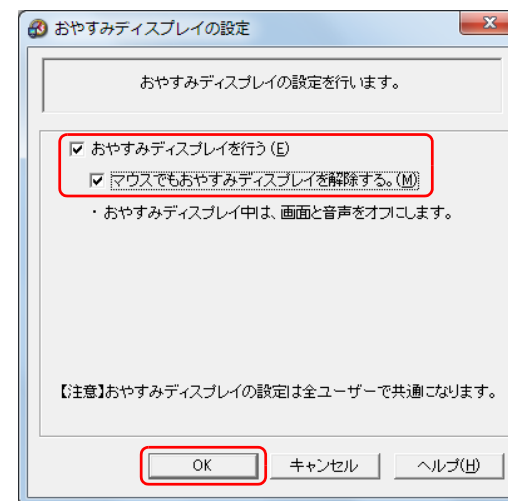 おやすみディスプレイの設定
おやすみディスプレイの設定を行います。
おやすみディスプレイを行う(E)
マウスでもおやすみディスプレイを解除する。(M)
・おやすみディスプレイ中は、画面と音声をオフにします。
【注意】おやすみディスプレイの設定は全ユーザーで共通になります。
OK キャンセル ヘルプ(H)